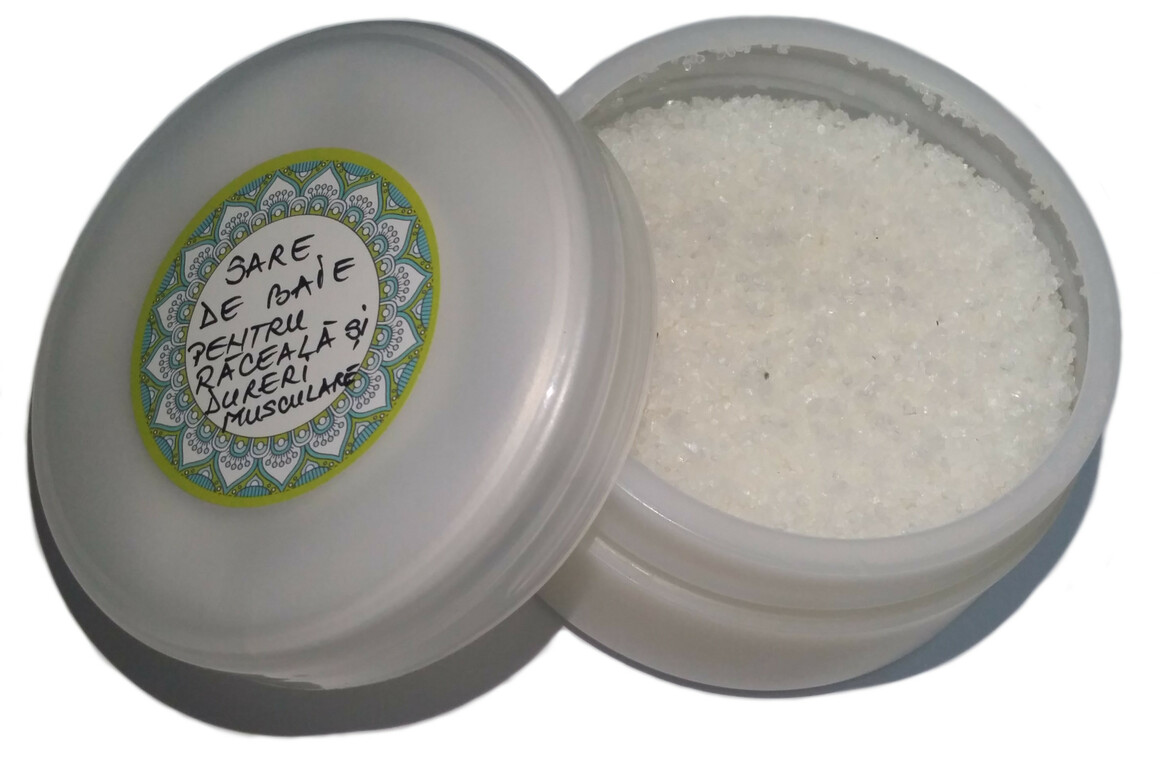 SARE
DE BAIE
PENTRU
RĂCEALĂ ȘI
DURERI
MUSCULARE